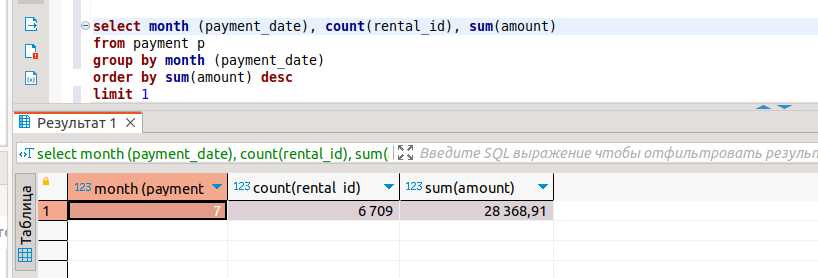 select month (payment_date), count(rental_id), sum(amount)
from payment p
group by month (payment_date)
order by sum(amount) desc
limit 1
Результат 1
select month (payment_date), count(rental_id), sum(
Введите SQL выражение чтобы отфильтровать результ
Таблица
123 month (payment
123 count(rental_id)
123 sum(amount)
1 7 6 709 28 368,91